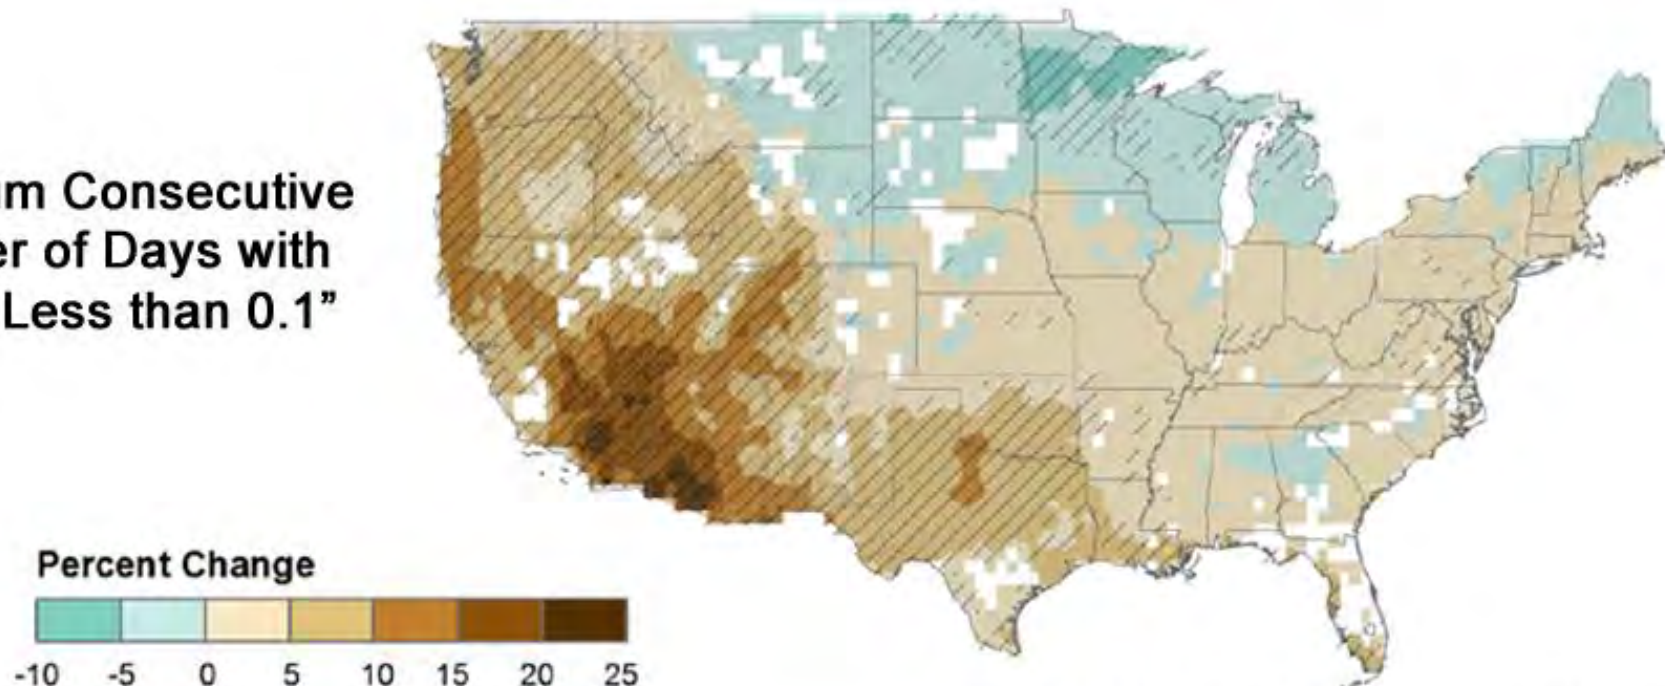 um Consecutive
er of Days with
Less than 0.1”
Percent Change
-10 -5 0 5 10 15 20 25